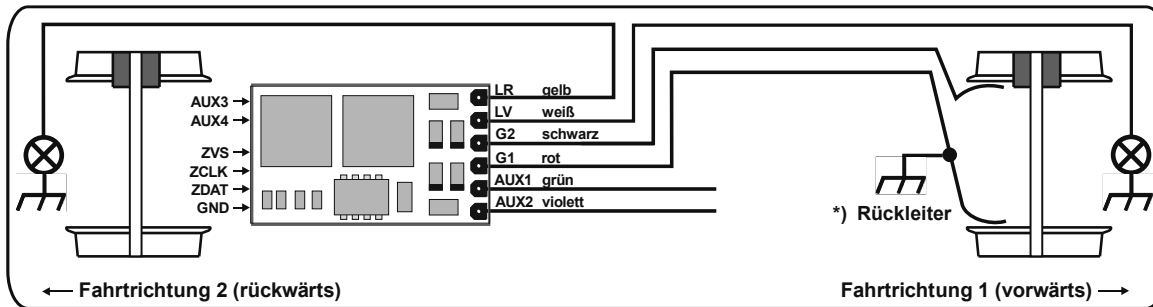 LR gelb
LV weiß
G2 schwarz
G1 rot
AUX1 grün
AUX2 violett
AUX3
AUX4
ZVS
ZCLK
ZDAT
GND
*) Rückleiter
Fahrtrichtung 2 (rückwärts)
Fahrtrichtung 1 (vorwärts)